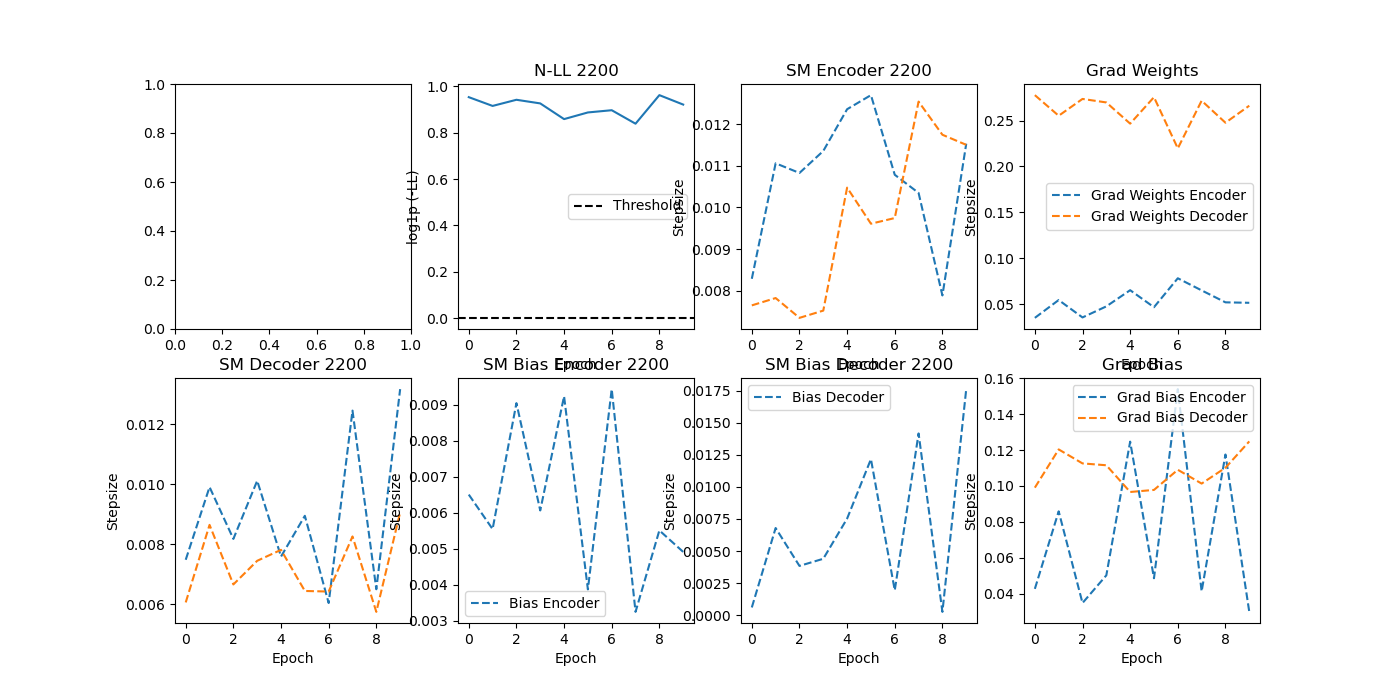 N-LL 2200
SM Encoder 2200
Grad Weights
1.0
0.8
0.6
0.4
0.2
0.0
0.0 0.2 0.4 0.6 0.8 1.0
log1p (-LL)
1.0
0.8
0.6
0.4
0.2
0.0
Threshold
0 2 4 6 8
Epoch
Stepsize
0.012
0.011
0.010
0.009
0.008
0 2 4 6 8
Epoch
Stepsize
0.25
0.20
0.15
0.10
0.05
Grad Weights Encoder
Grad Weights Decoder
0 2 4 6 8
Epoch
SM Decoder 2200
SM Bias Encoder 2200
SM Bias Decoder 2200
Grad Bias
Stepsize
0.012
0.010
0.008
0.006
0 2 4 6 8
Epoch
Stepsize
0.009
0.008
0.007
0.006
0.005
0.004
0.003
Bias Encoder
0 2 4 6 8
Epoch
Stepsize
0.0175
0.0150
0.0125
0.0100
0.0075
0.0050
0.0025
0.0000
Bias Decoder
0 2 4 6 8
Epoch
Stepsize
0.16
0.14
0.12
0.10
0.08
0.06
0.04
Grad Bias Encoder
Grad Bias Decoder
0 2 4 6 8
Epoch